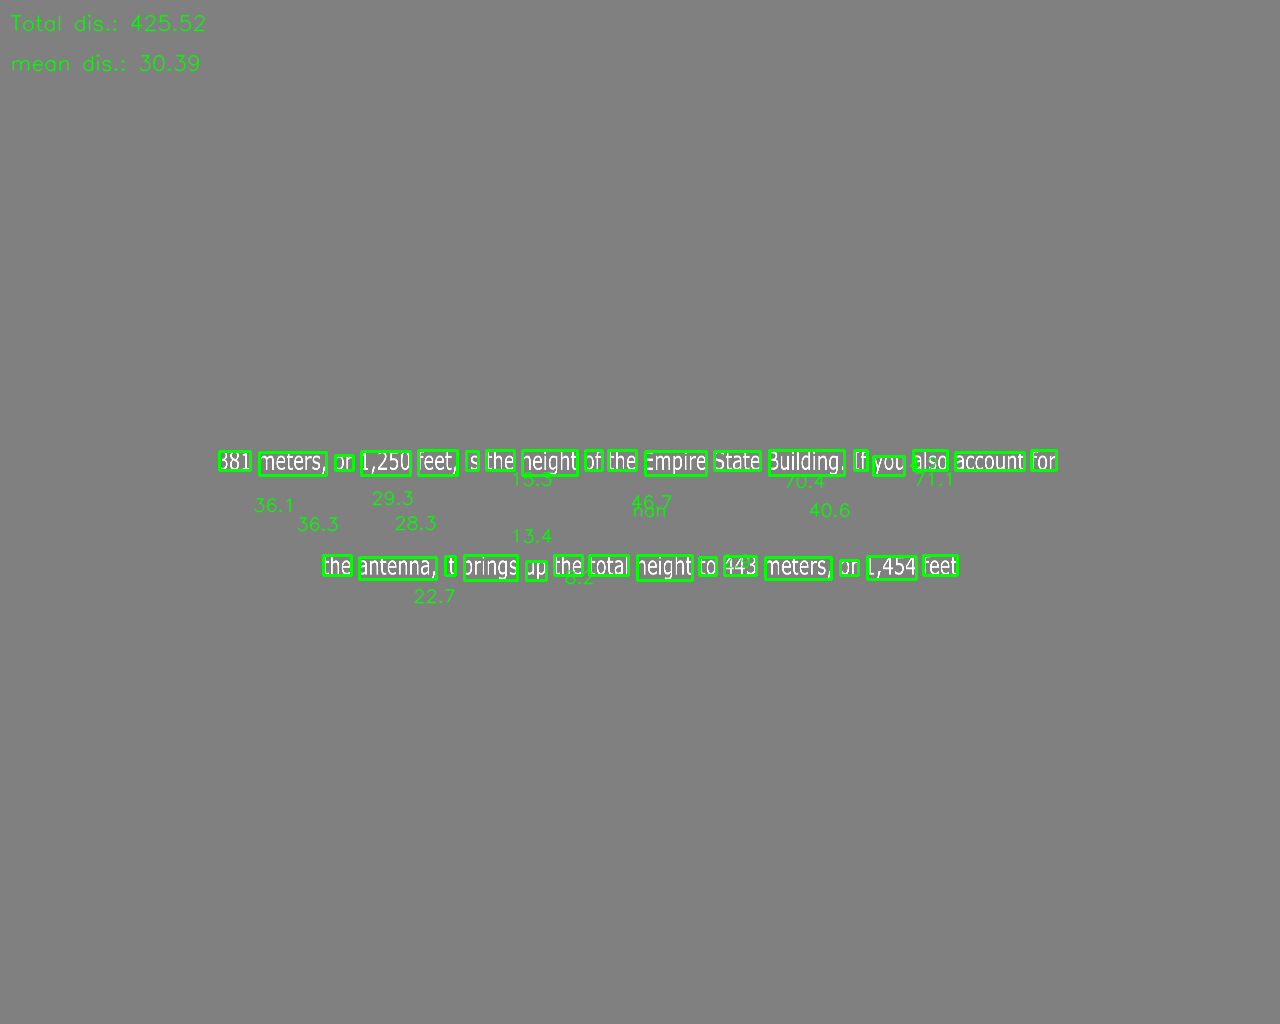 Total dis.: 425.52
mean dis.: 30.39
381 meters, or 1,250 feet, is the height of the Empire State Building. If you also account for
15.5 70.4 71.1
36.1 29.3 46.7
36.3 28.3 nan 40.6
13.4
the antenna, it brings up the total height to 443 meters, or 1,454 feet
22.7